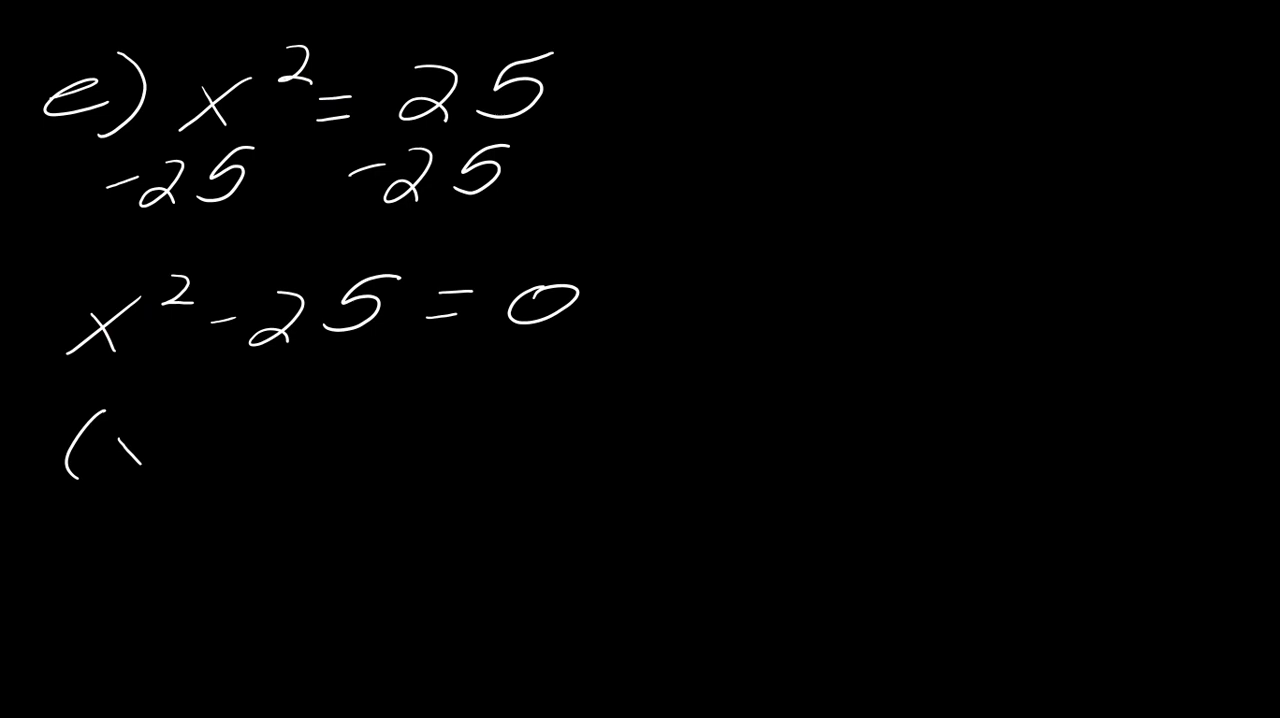 e) x² = 25
-25 -25
x² - 25 = 0
(